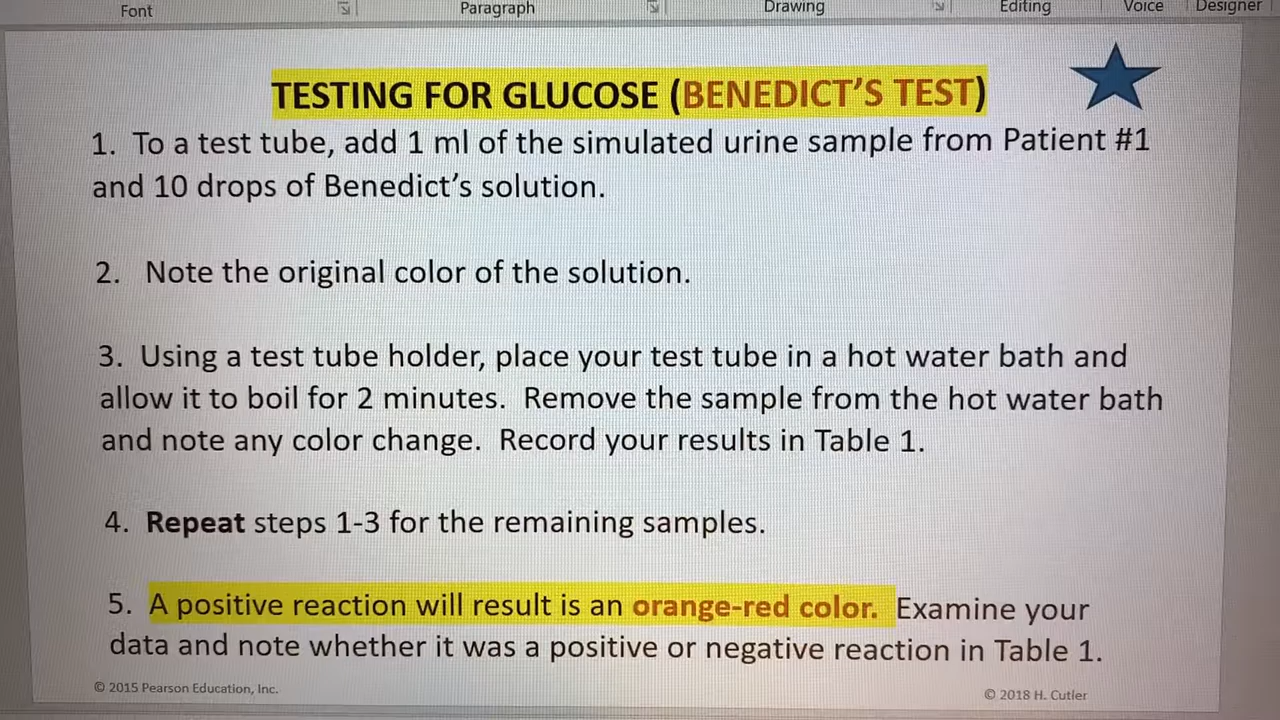 Font Paragraph Drawing Editing Voice Designer
TESTING FOR GLUCOSE (BENEDICT'S TEST)
1. To a test tube, add 1 ml of the simulated urine sample from Patient #1
and 10 drops of Benedict's solution.
2. Note the original color of the solution.
3. Using a test tube holder, place your test tube in a hot water bath and
allow it to boil for 2 minutes. Remove the sample from the hot water bath
and note any color change. Record your results in Table 1.
4. Repeat steps 1-3 for the remaining samples.
5. A positive reaction will result is an orange-red color. Examine your
data and note whether it was a positive or negative reaction in Table 1.
© 2015 Pearson Education, Inc.
© 2018 H. Cutler